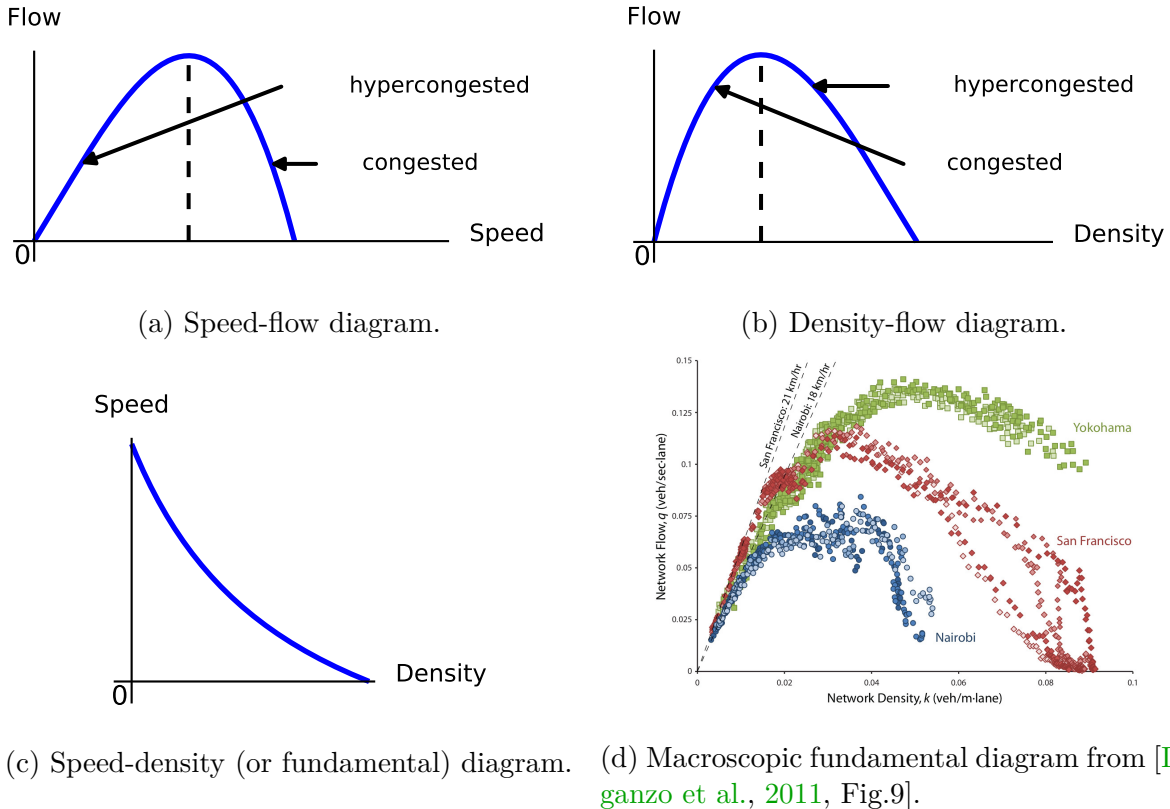 Flow
hypercongested
congested
Speed
0
(a) Speed-flow diagram.
Flow
hypercongested
congested
Density
0
(b) Density-flow diagram.
Speed
Density
0
(c) Speed-density (or fundamental) diagram.
0.15
0.125
0.1
0.075
0.05
0.025
0
Network Flow, q (veh/sec-lane)
San Francisco: 21 km/hr
Nairobi: 18 km/hr
Yokohama
San Francisco
Nairobi
0 0.02 0.04 0.06 0.08 0.1
Network Density, k (veh/m-lane)
(d) Macroscopic fundamental diagram from [
ganzo et al., 2011, Fig.9].